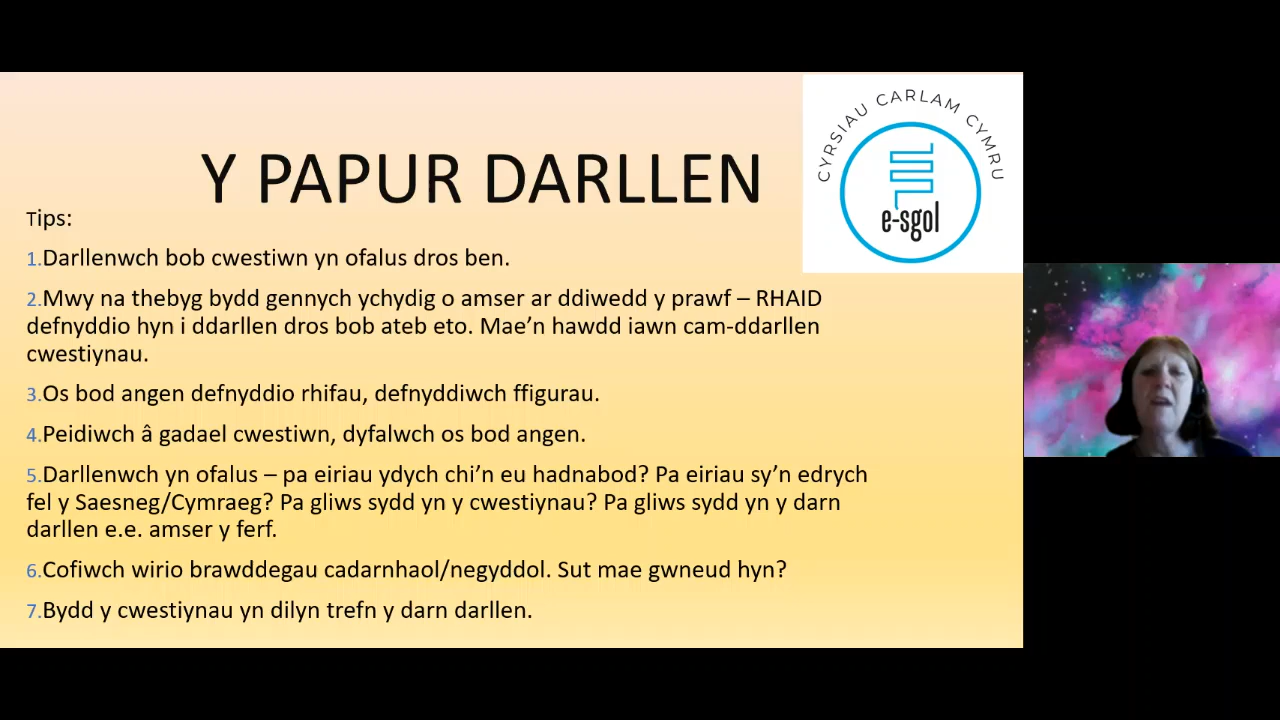 CYRSIAU CARLAM CYMRU
e-sgol
Y PAPUR DARLLEN
Tips:
1.Darllenwch bob cwestiwn yn ofalus dros ben.
2.Mwy na thebyg bydd gennych ychydig o amser ar ddiwedd y prawf – RHAID
defnyddio hyn i ddarllen dros bob ateb eto. Mae’n hawdd iawn cam-ddarllen
cwestiynau.
3.Os bod angen defnyddio rhifau, defnyddiwch ffigurau.
4.Peidiwch â gadael cwestiwn, dyfalwch os bod angen.
5.Darllenwch yn ofalus – pa eiriau ydych chi’n eu hadnabod? Pa eiriau sy’n edrych
fel y Saesneg/Cymraeg? Pa gliws sydd yn y cwestiynau? Pa gliws sydd yn y darn
darllen e.e. amser y ferf.
6.Cofiwch wirio brawddegau cadarnhaol/negyddol. Sut mae gwneud hyn?
7.Bydd y cwestiynau yn dilyn trefn y darn darllen.